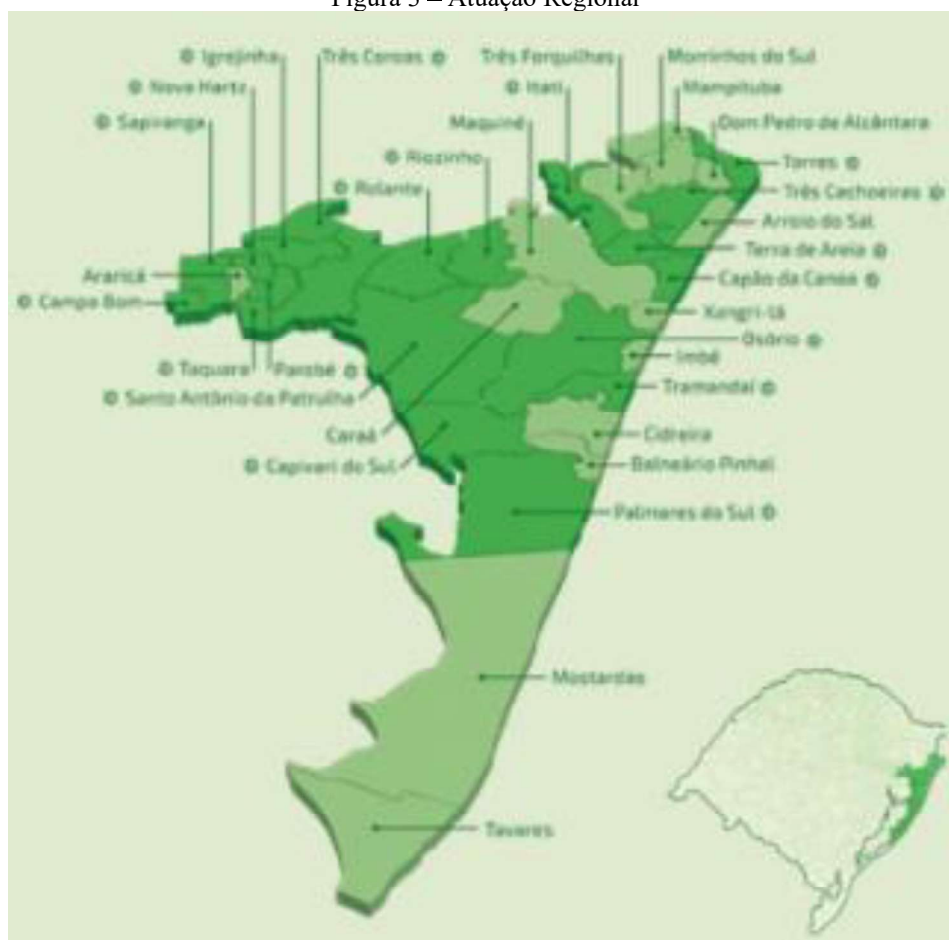 Figura 3 – Atuação Regional
Igrejinha
Três Coroas
Três Forquilhas
Morrinhos do Sul
Nova Hartz
Itati
Mampituba
Sapiranga
Maquiné
Dom Pedro de Alcântara
Riozinho
Torres
Rolante
Três Cachoeiras
Arroio do Sal
Terra de Areia
Araricá
Capão da Canoa
Campo Bom
Xangri-lá
Osório
Imbé
Taquara
Parobé
Tramandaí
Santo Antônio da Patrulha
Caraá
Cidreira
Capivari do Sul
Balneário Pinhal
Palmares do Sul
Mostardas
Tavares